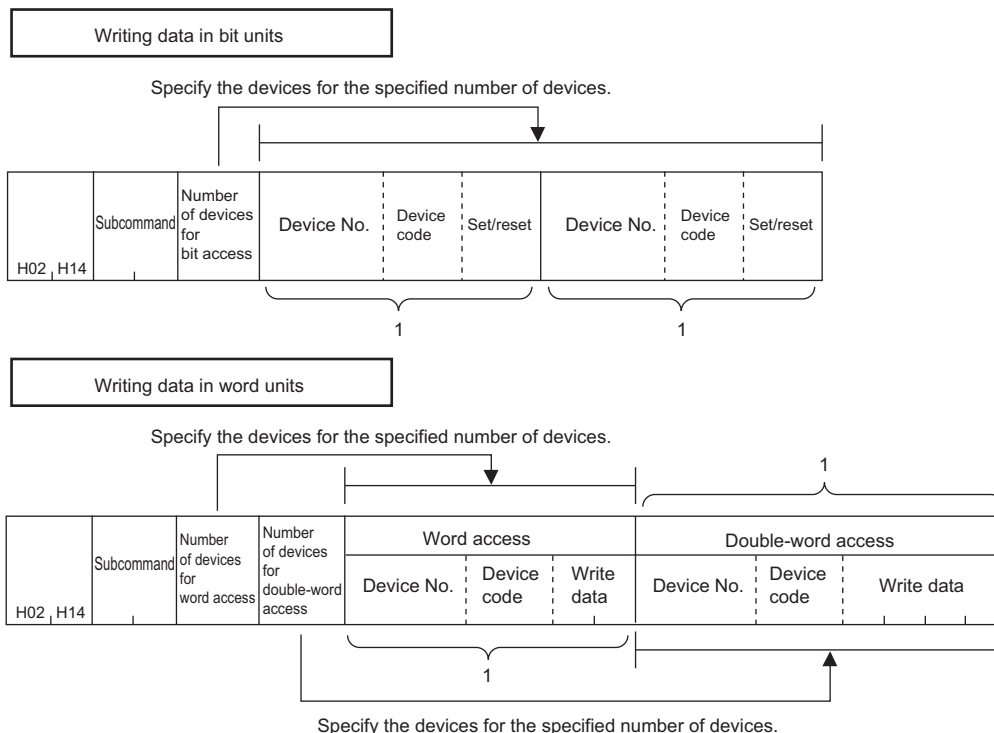 Writing data in bit units
Specify the devices for the specified number of devices.
H02 H14
Subcommand
Number
of devices
for
bit access
Device No.
Device
code
Set/reset
Device No.
Device
code
Set/reset
1
1
Writing data in word units
Specify the devices for the specified number of devices.
1
H02 H14
Subcommand
Number
of devices
for
word access
Number
of devices
for
double-word
access
Word access
Device No.
Device
code
Write
data
Double-word access
Device No.
Device
code
Write data
1
Specify the devices for the specified number of devices.